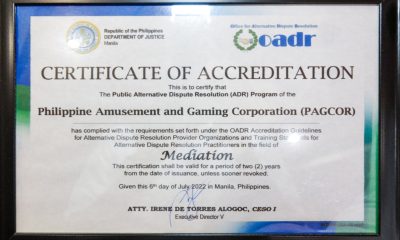 Republic of the Philippines
DEPARTMENT OF JUSTICE
Manila
Office for Alternative Dispute Resolution
oadr
CERTIFICATE OF ACCREDITATION
This is to certify that
The Public Alternative Dispute Resolution (ADR) Program of the
Philippine Amusement and Gaming Corporation (PAGCOR)
has complied with the requirements set forth under the OADR Accreditation Guidelines
for Alternative Dispute Resolution Provider Organizations and Training Standards for
Alternative Dispute Resolution Practitioners in the field of
Mediation
This certification shall be valid for a period of two (2) years
from the date of issuance, unless sooner revoked.
Given this 6th day of July 2022 in Manila, Philippines.
ATTY. IRENE DE TORRES ALOGOC, CESO I
Executive Director V